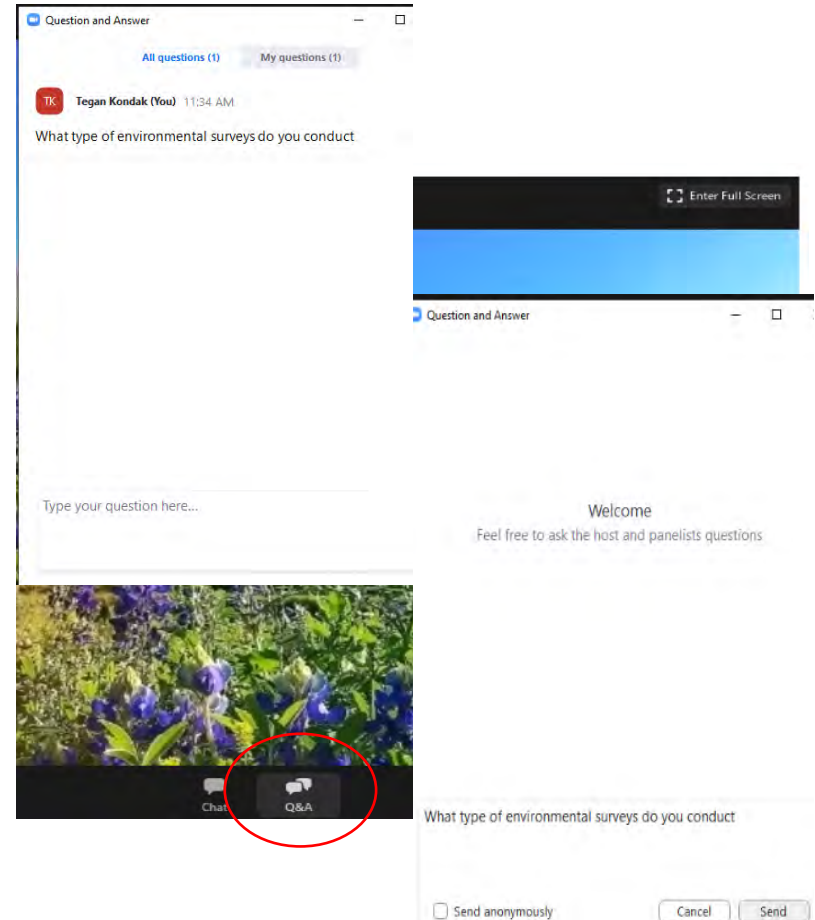 Question and Answer
All questions (1) My questions (1)
TK Tegan Kondak (You) 11:34 AM
What type of environmental surveys do you conduct
Type your question here...
Chat Q&A
Enter Full Screen
Question and Answer
Welcome
Feel free to ask the host and panelists questions
What type of environmental surveys do you conduct
Send anonymously Cancel Send